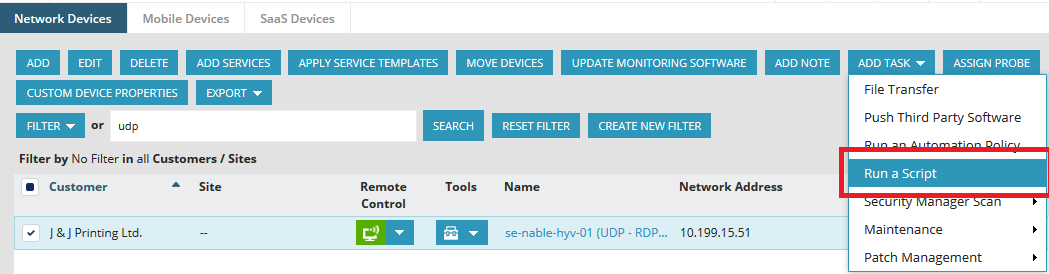 Network Devices Mobile Devices SaaS Devices
ADD EDIT DELETE ADD SERVICES APPLY SERVICE TEMPLATES MOVE DEVICES UPDATE MONITORING SOFTWARE ADD NOTE ADD TASK ASSIGN PROBE
CUSTOM DEVICE PROPERTIES EXPORT
File Transfer
Push Third Party Software
Run an Automation Policy
Run a Script
Security Manager Scan
Maintenance
Patch Management
FILTER or udp SEARCH RESET FILTER CREATE NEW FILTER
Filter by No Filter in all Customers / Sites
Customer Site Remote Control Tools Name Network Address
J & J Printing Ltd. -- se-nable-hyv-01 (UDP - RDP... 10.199.15.51